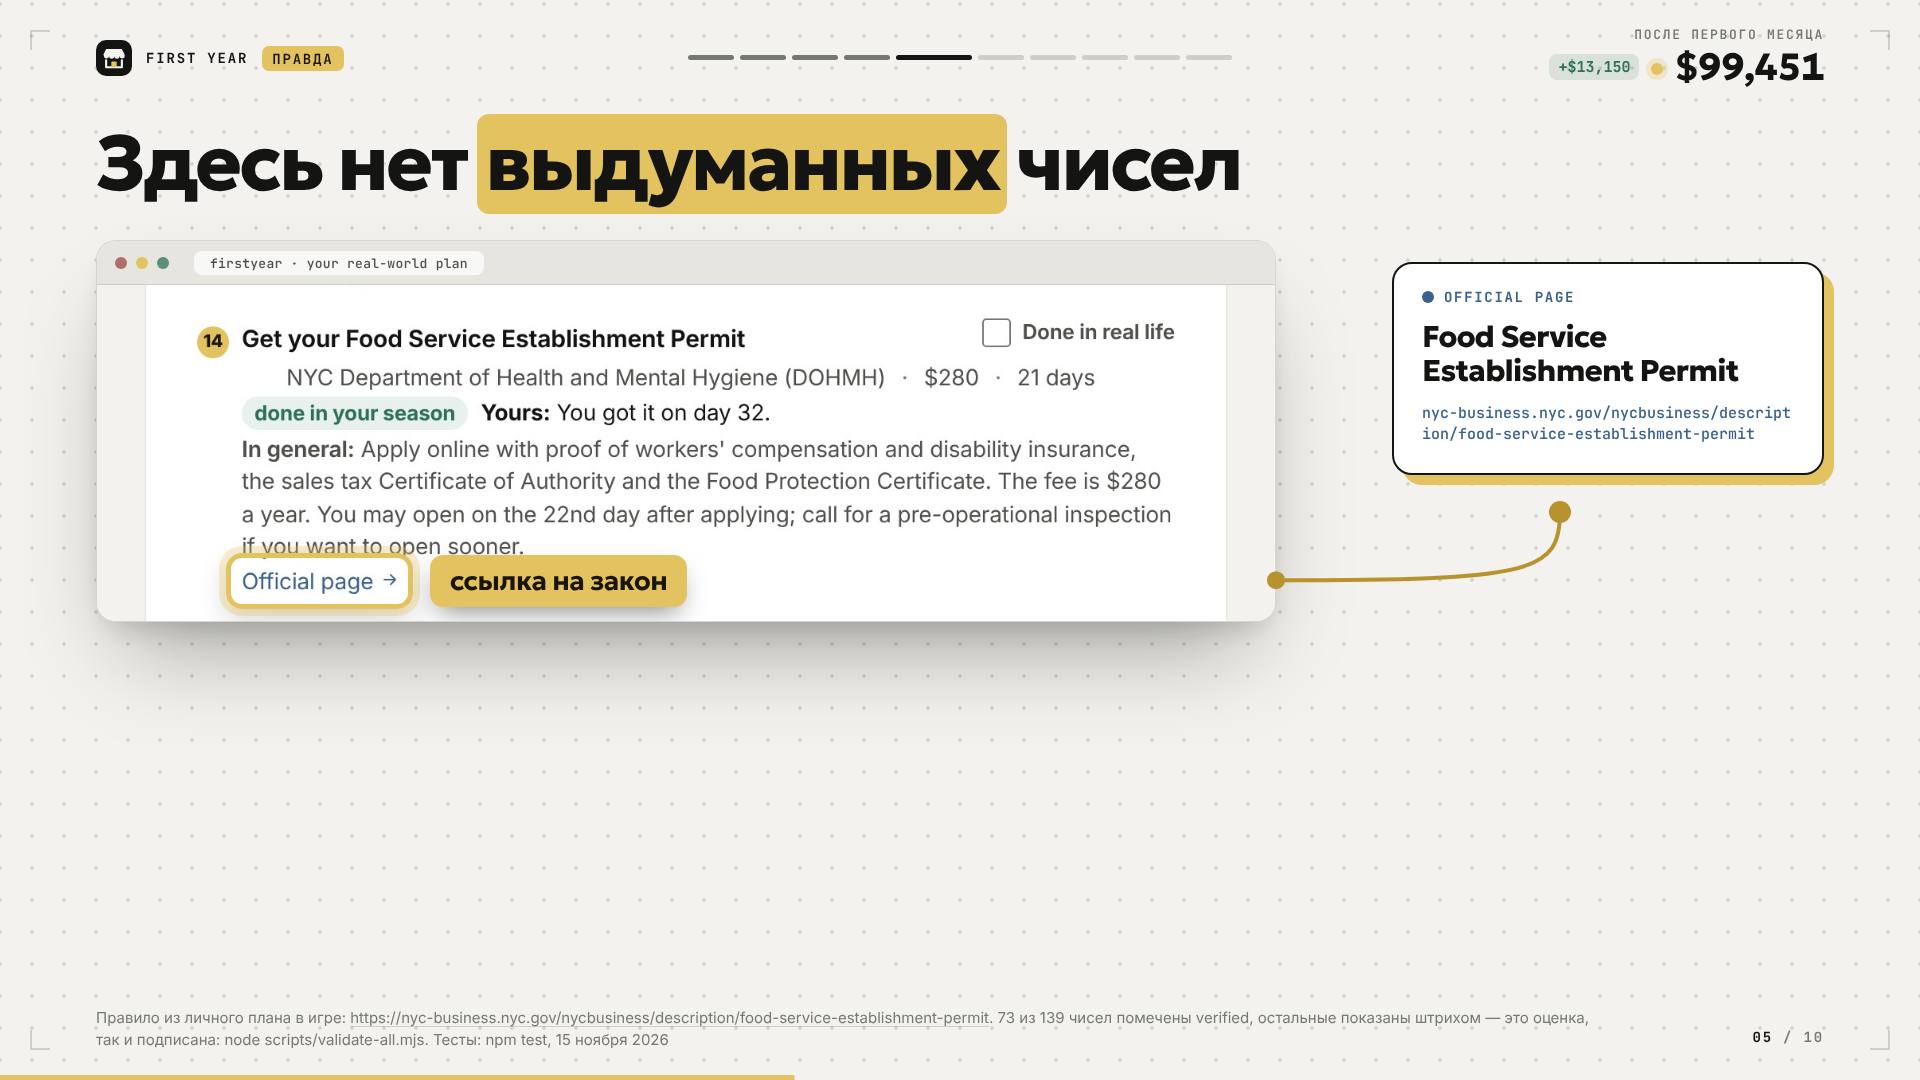 FIRST YEAR ПРАВДА
ПОСЛЕ ПЕРВОГО МЕСЯЦА
+$13,150 $99,451
Здесь нет выдуманных чисел
firstyear · your real-world plan
14 Get your Food Service Establishment Permit
Done in real life
NYC Department of Health and Mental Hygiene (DOHMH) · $280 · 21 days
done in your season Yours: You got it on day 32.
In general: Apply online with proof of workers' compensation and disability insurance,
the sales tax Certificate of Authority and the Food Protection Certificate. The fee is $280
a year. You may open on the 22nd day after applying; call for a pre-operational inspection
if you want to open sooner.
Official page → ссылка на закон
OFFICIAL PAGE
Food Service
Establishment Permit
nyc-business.nyc.gov/nycbusiness/descript
ion/food-service-establishment-permit
Правило из личного плана в игре: https://nyc-business.nyc.gov/nycbusiness/description/food-service-establishment-permit. 73 из 139 чисел помечены verified, остальные показаны штрихом — это оценка,
так и подписана: node scripts/validate-all.mjs. Тесты: npm test, 15 ноября 2026
05 / 10